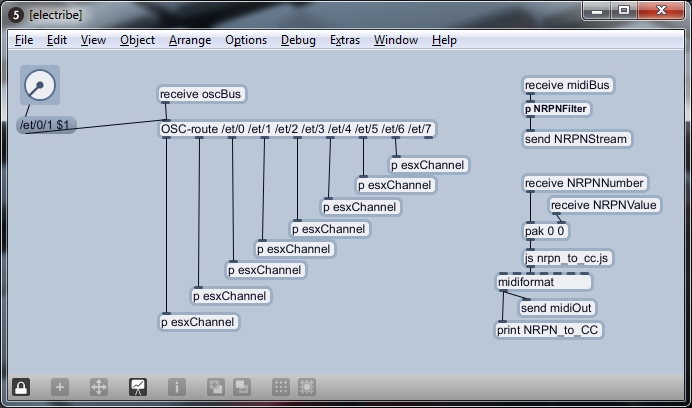 5 [electribe]
File Edit View Object Arrange Options Debug Extras Window Help
receive oscBus
/et/0/1 $1
OSC-route /et/0 /et/1 /et/2 /et/3 /et/4 /et/5 /et/6 /et/7
p esxChannel
p esxChannel
p esxChannel
p esxChannel
p esxChannel
p esxChannel
p esxChannel
p esxChannel
receive midiBus
p NRPNFilter
send NRPNStream
receive NRPNNumber
receive NRPNValue
pak 0 0
js nrpn_to_cc.js
midiformat
send midiOut
print NRPN_to_CC